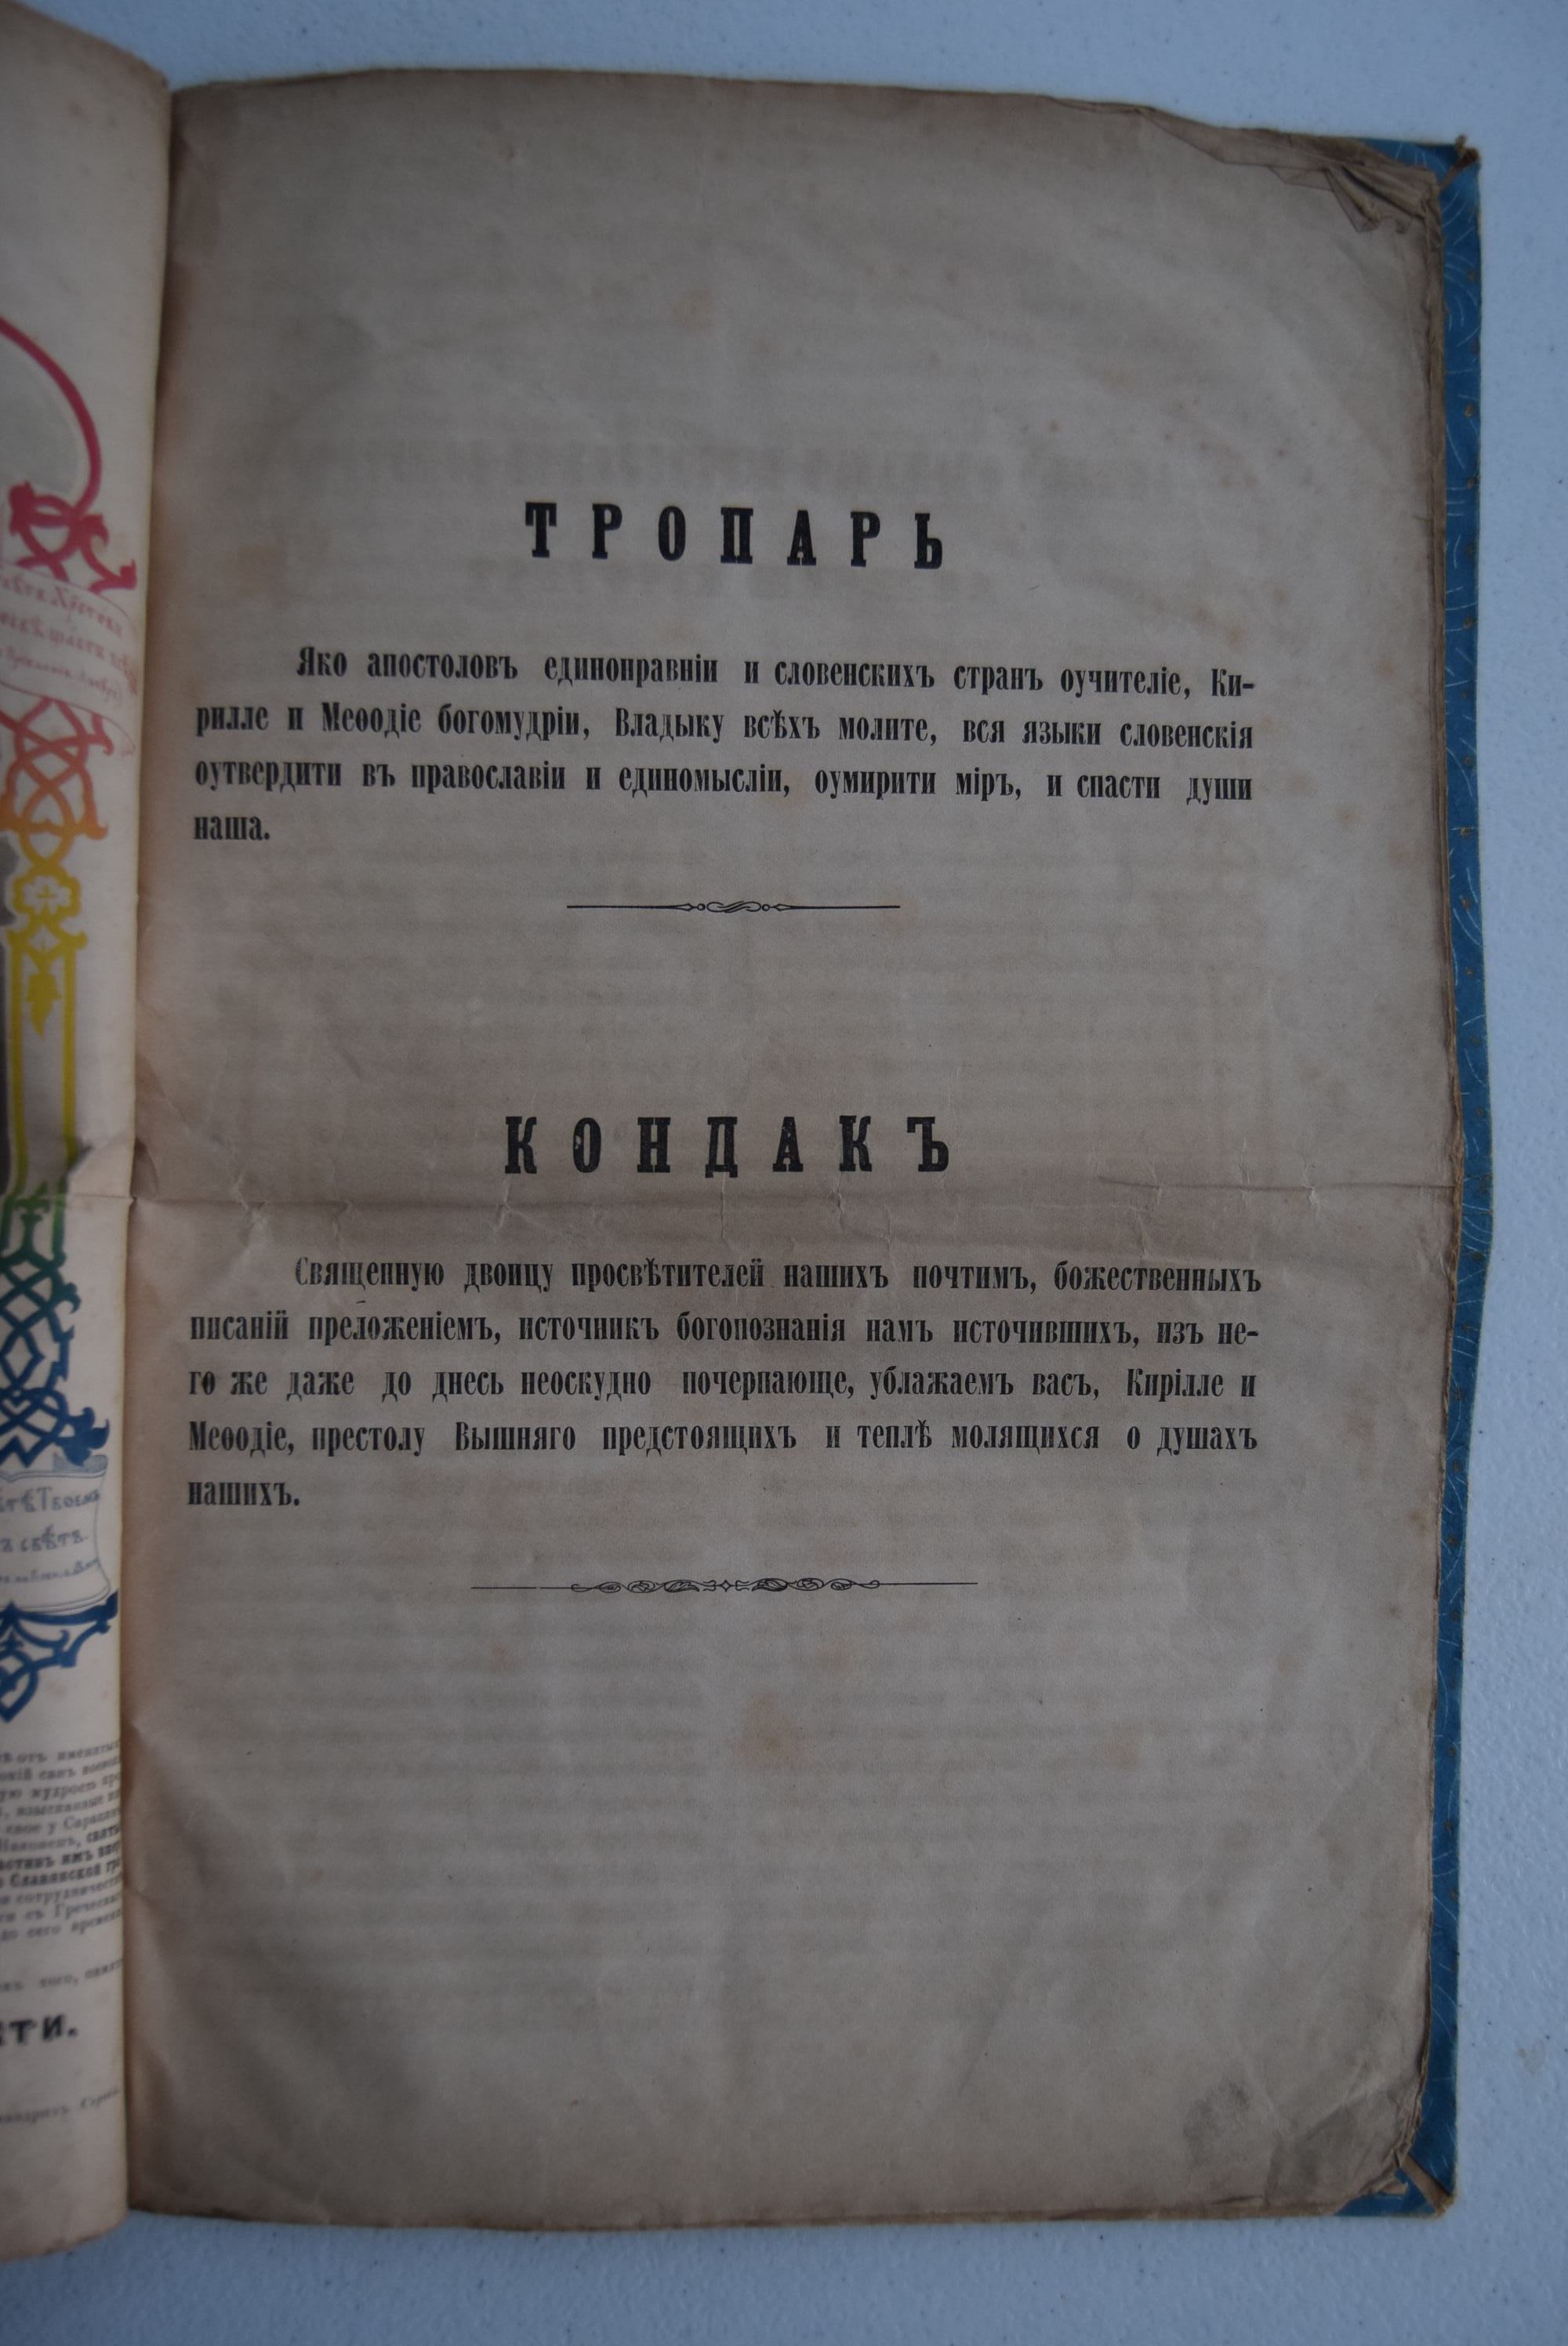 ТРОПАРЬ
Яко апостоловъ единонравніи и словенскихъ странъ оучителіе, Ки-
рилле и Меѳодіе богомудріи, Владыку всѣхъ молите, вся языки словенскія
оутвердити въ православіи и единомысліи, оумирити міръ, и спасти души
наша.
КОНДАКЪ
Священную двоицу просвѣтителей нашихъ почтимъ, божественныхъ
писаній преложеніемъ, источникъ богопознанія намъ источившихъ, изъ не-
го же даже до днесь неоскудно почерпающе, ублажаемъ васъ, Кирілле и
Меѳодіе, престолу Вышняго предстоящихъ и теплѣ молящихся о душахъ
нашихъ.
свѣтъ.